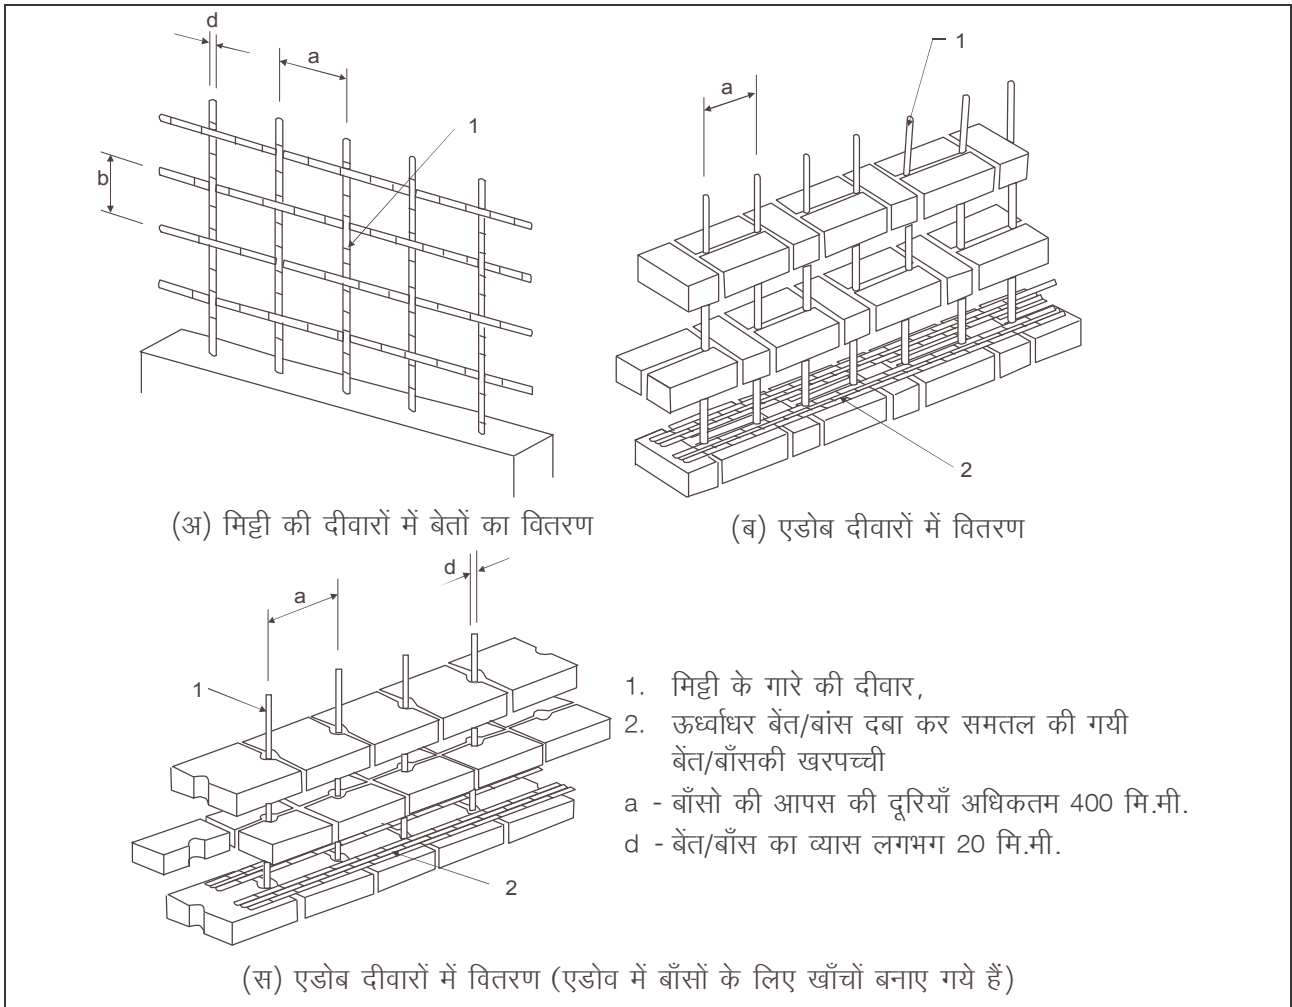 d
a
1
b
(अ) मिट्टी की दीवारों में बेतों का वितरण
1
a
2
(ब) एडोब दीवारों में वितरण
d
a
1
2
1. मिट्टी के गारे की दीवार,
2. ऊर्ध्वाधर बेंत/बांस दबा कर समतल की गयी
बेंत/बाँसकी खरपच्ची
a - बाँसो की आपस की दूरियाँ अधिकतम 400 मि.मी.
d - बेंत/बाँस का व्यास लगभग 20 मि.मी.
(स) एडोब दीवारों में वितरण (एडोव में बाँसों के लिए खाँचों बनाए गये हैं)